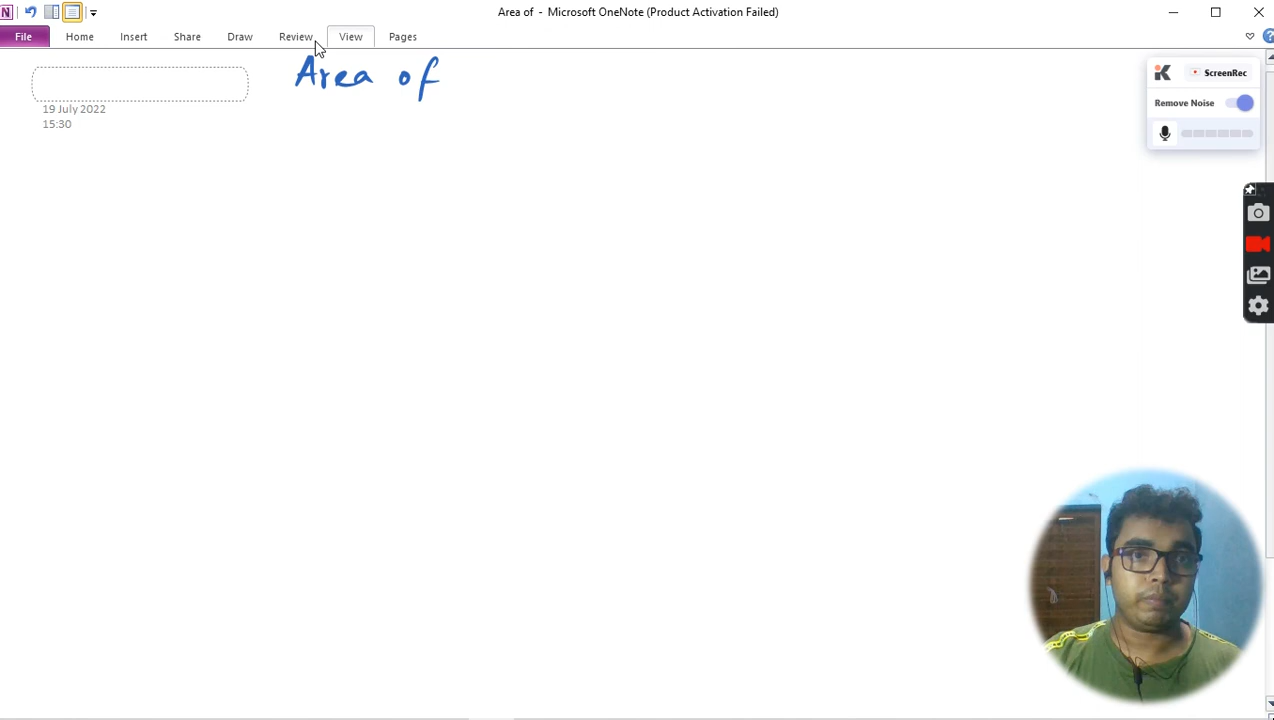 Area of - Microsoft OneNote (Product Activation Failed)
File Home Insert Share Draw Review View Pages
Area of
19 July 2022
15:30
ScreenRec
Remove Noise